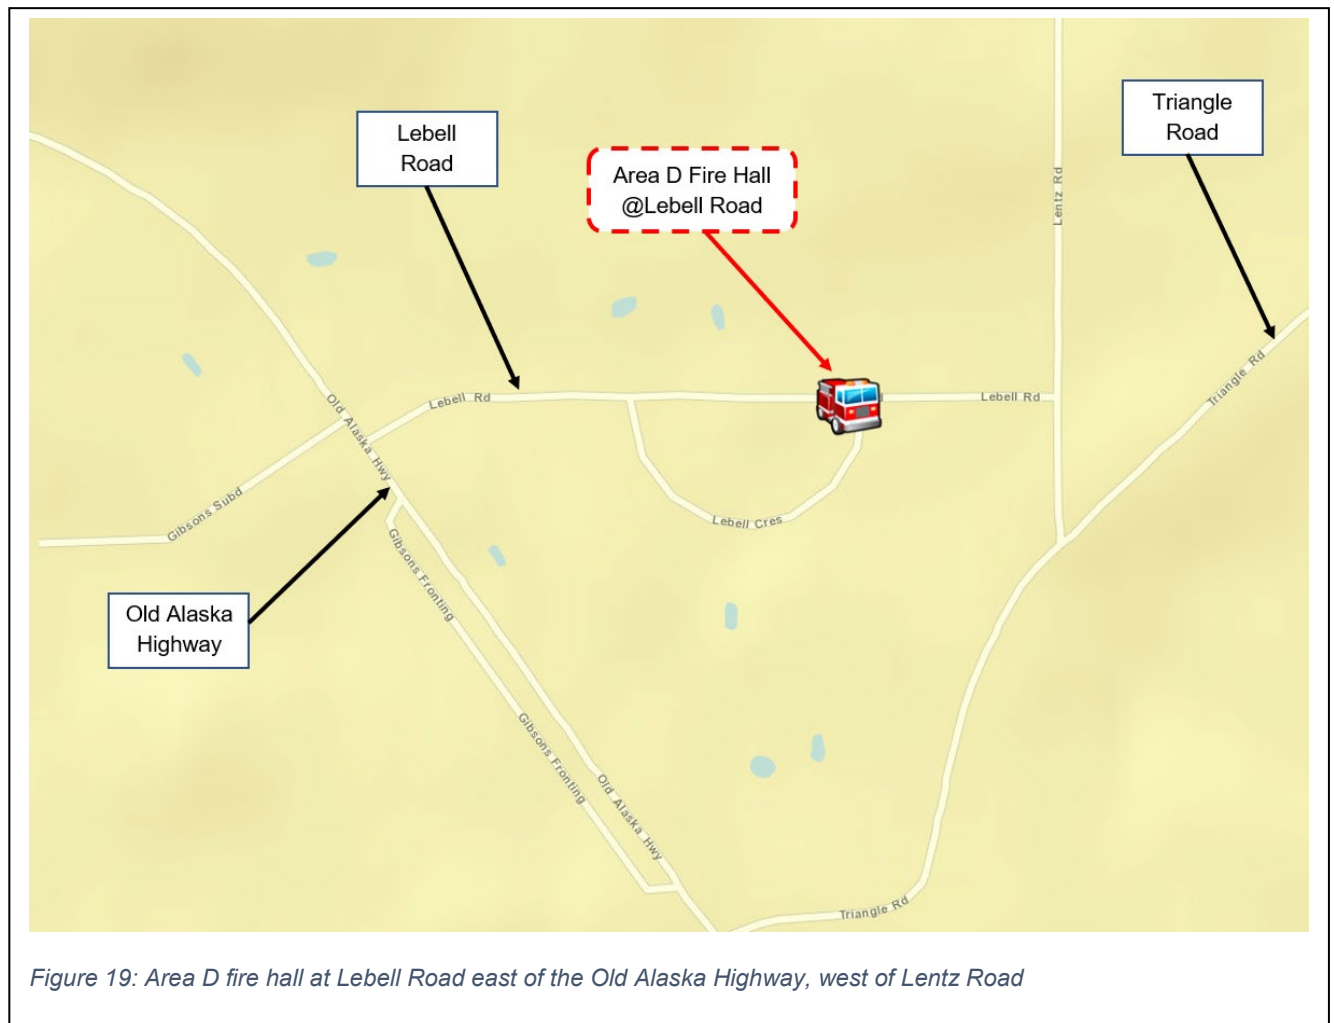 Triangle
Road
Lebell
Road
Area D Fire Hall
@Lebell Road
Lentz Rd
Triangle Rd
Old Alaska Hwy
Lebell Rd
Lebell Rd
Gibsons Subd
Lebell Cres
Gibsons Fronting
Old Alaska
Highway
Gibsons Fronting
Old Alaska Hwy
Triangle Rd
Figure 19: Area D fire hall at Lebell Road east of the Old Alaska Highway, west of Lentz Road